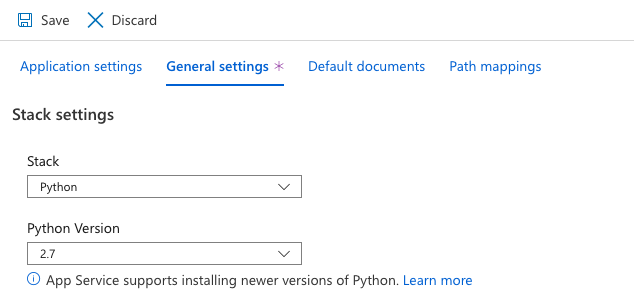 Save Discard
Application settings General settings * Default documents Path mappings
Stack settings
Stack
Python
Python Version
2.7
App Service supports installing newer versions of Python. Learn more